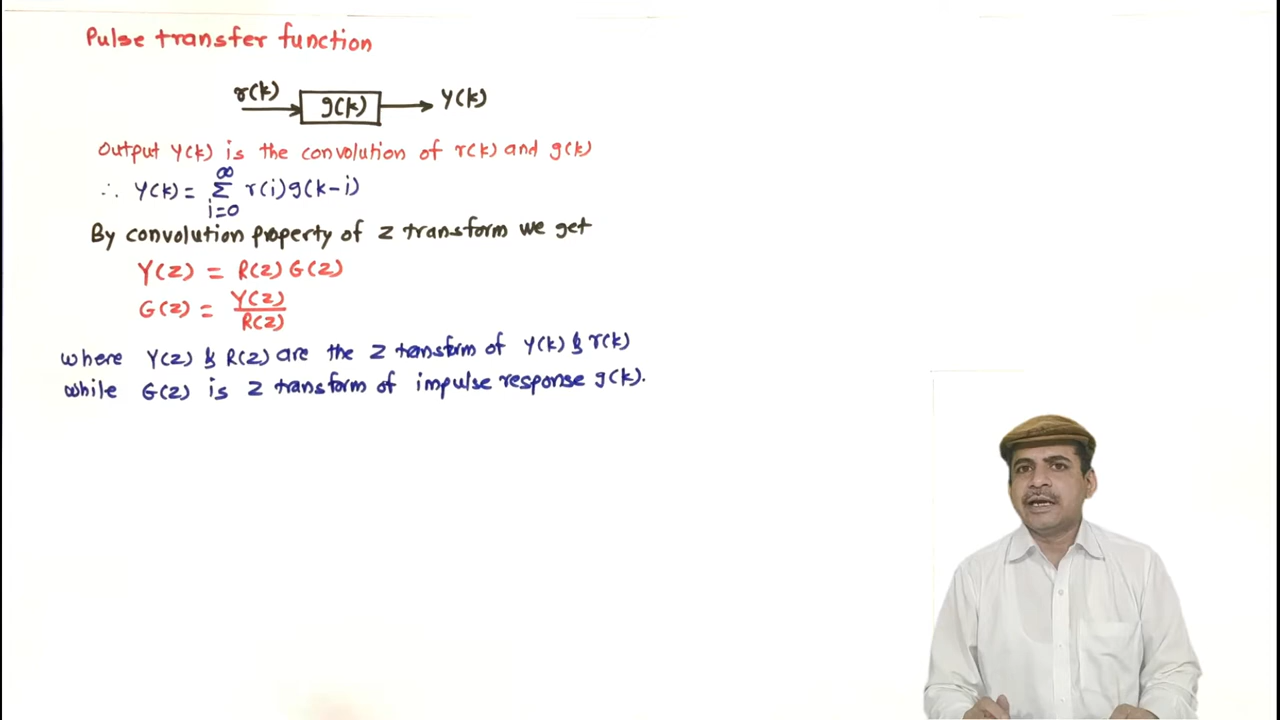 Pulse transfer function
r(k) g(k) y(k)
Output y(k) is the convolution of r(k) and g(k)
∴ y(k) = ∞ Σ i=0 r(i) g(k-i)
By convolution property of z transform we get
Y(z) = R(z) G(z)
G(z) = Y(z) / R(z)
where Y(z) & R(z) are the z transform of y(k) & r(k)
while G(z) is z transform of impulse response g(k).